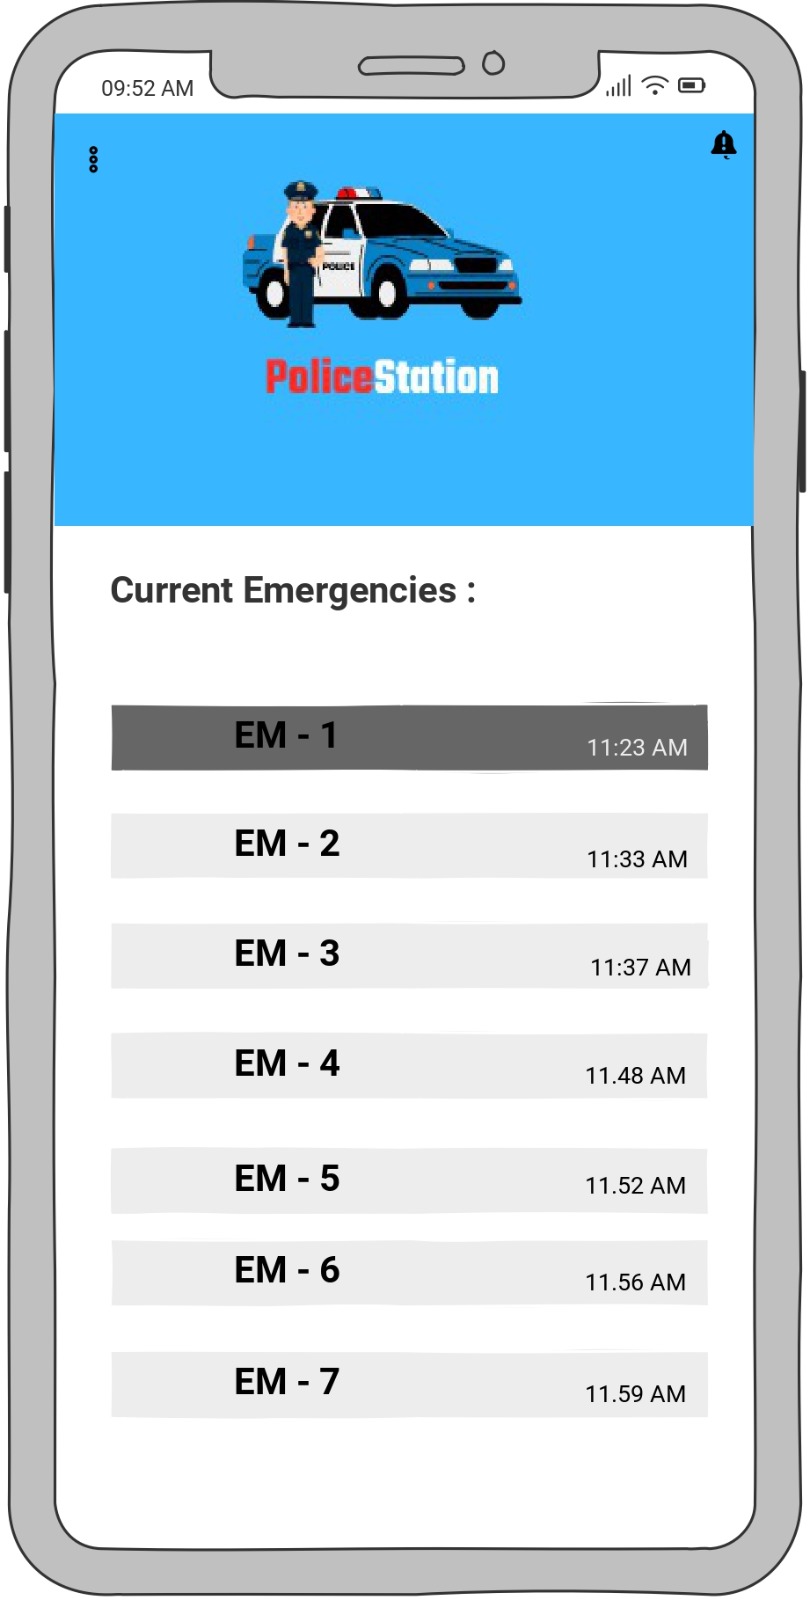 09:52 AM
POLICE
PoliceStation
Current Emergencies :
EM - 1 11:23 AM
EM - 2 11:33 AM
EM - 3 11:37 AM
EM - 4 11.48 AM
EM - 5 11.52 AM
EM - 6 11.56 AM
EM - 7 11.59 AM